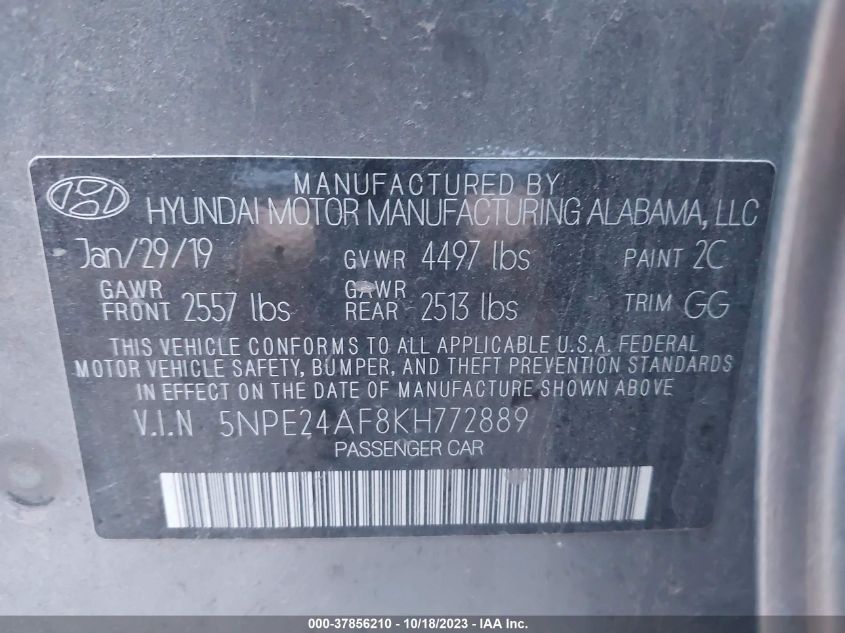 MANUFACTURED BY
HYUNDAI MOTOR MANUFACTURING ALABAMA, LLC
Jan/29/19 GVWR 4497 lbs PAINT 2C
GAWR FRONT 2557 lbs GAWR REAR 2513 lbs TRIM GG
THIS VEHICLE CONFORMS TO ALL APPLICABLE U.S.A. FEDERAL
MOTOR VEHICLE SAFETY, BUMPER, AND THEFT PREVENTION STANDARDS
IN EFFECT ON THE DATE OF MANUFACTURE SHOWN ABOVE
V.I.N 5NPE24AF8KH772889
PASSENGER CAR
000-37856210 - 10/18/2023 - IAA Inc.